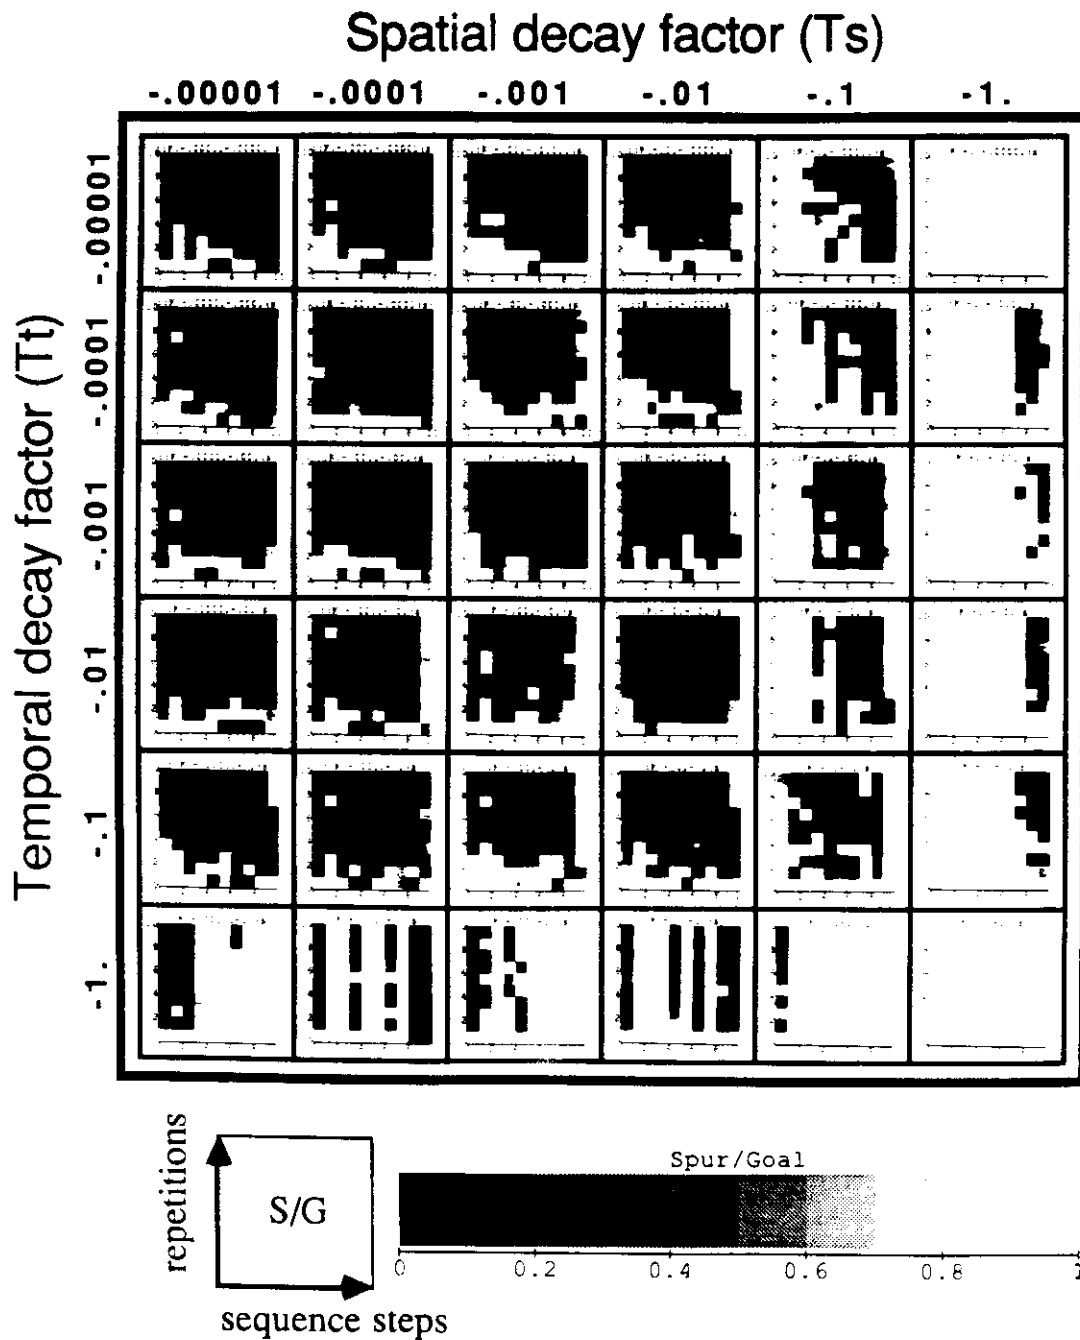 Spatial decay factor (Ts)
-.00001 -.0001 -.001 -.01 -.1 -1.
Temporal decay factor (Tt)
-.00001
-.0001
-.001
-.01
-.1
-1.
repetitions
S/G
sequence steps
Spur/Goal
0 0.2 0.4 0.6 0.8 1